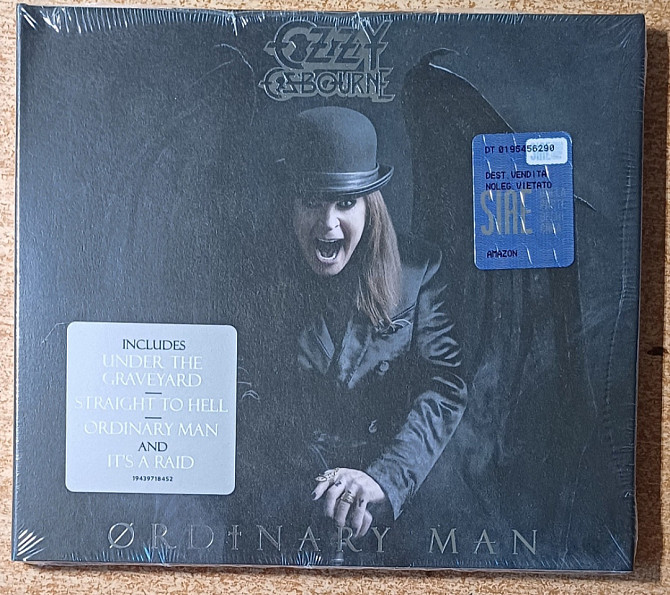 OZZY
OSBOURNE
DT 0195456290
DEST.VENDITA
NOLEG.VIETATO
SIAE
AMAZON
INCLUDES
UNDER THE
GRAVEYARD
STRAIGHT TO HELL
ORDINARY MAN
AND
IT'S A RAID
19439718452
ØRDINARY MAN